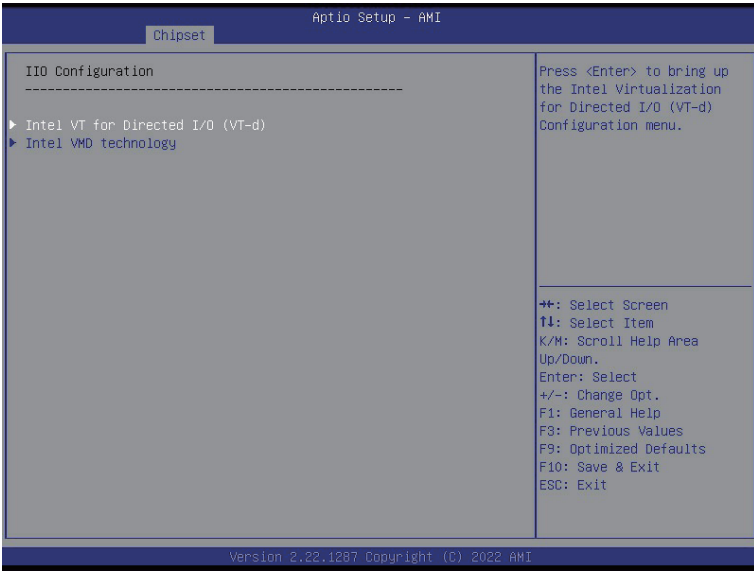 Aptio Setup – AMI
Chipset
IIO Configuration
--------------------------------------------------
Intel VT for Directed I/O (VT-d)
Intel VMD technology
Press <Enter> to bring up
the Intel Virtualization
for Directed I/O (VT-d)
Configuration menu.
→←: Select Screen
↑↓: Select Item
K/M: Scroll Help Area
Up/Down.
Enter: Select
+/-: Change Opt.
F1: General Help
F3: Previous Values
F9: Optimized Defaults
F10: Save & Exit
ESC: Exit
Version 2.22.1287 Copyright (C) 2022 AMI